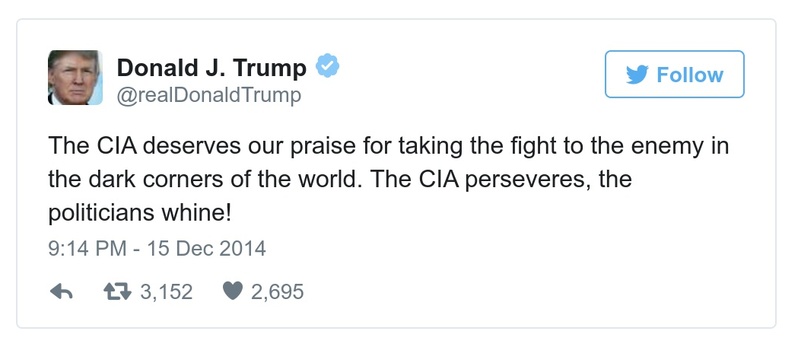 Donald J. Trump
@realDonaldTrump
Follow
The CIA deserves our praise for taking the fight to the enemy in
the dark corners of the world. The CIA perseveres, the
politicians whine!
9:14 PM - 15 Dec 2014
3,152 2,695